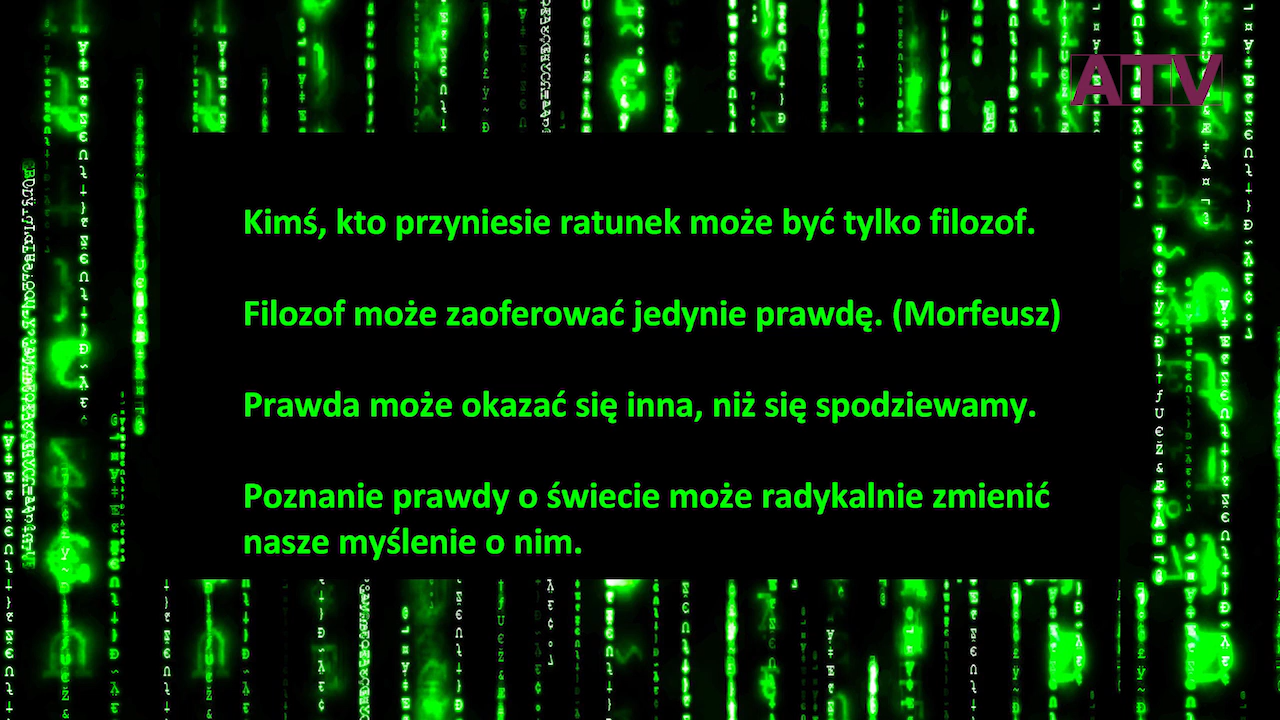 ATV
Kimś, kto przyniesie ratunek może być tylko filozof.
Filozof może zaoferować jedynie prawdę. (Morfeusz)
Prawda może okazać się inna, niż się spodziewamy.
Poznanie prawdy o świecie może radykalnie zmienić
nasze myślenie o nim.